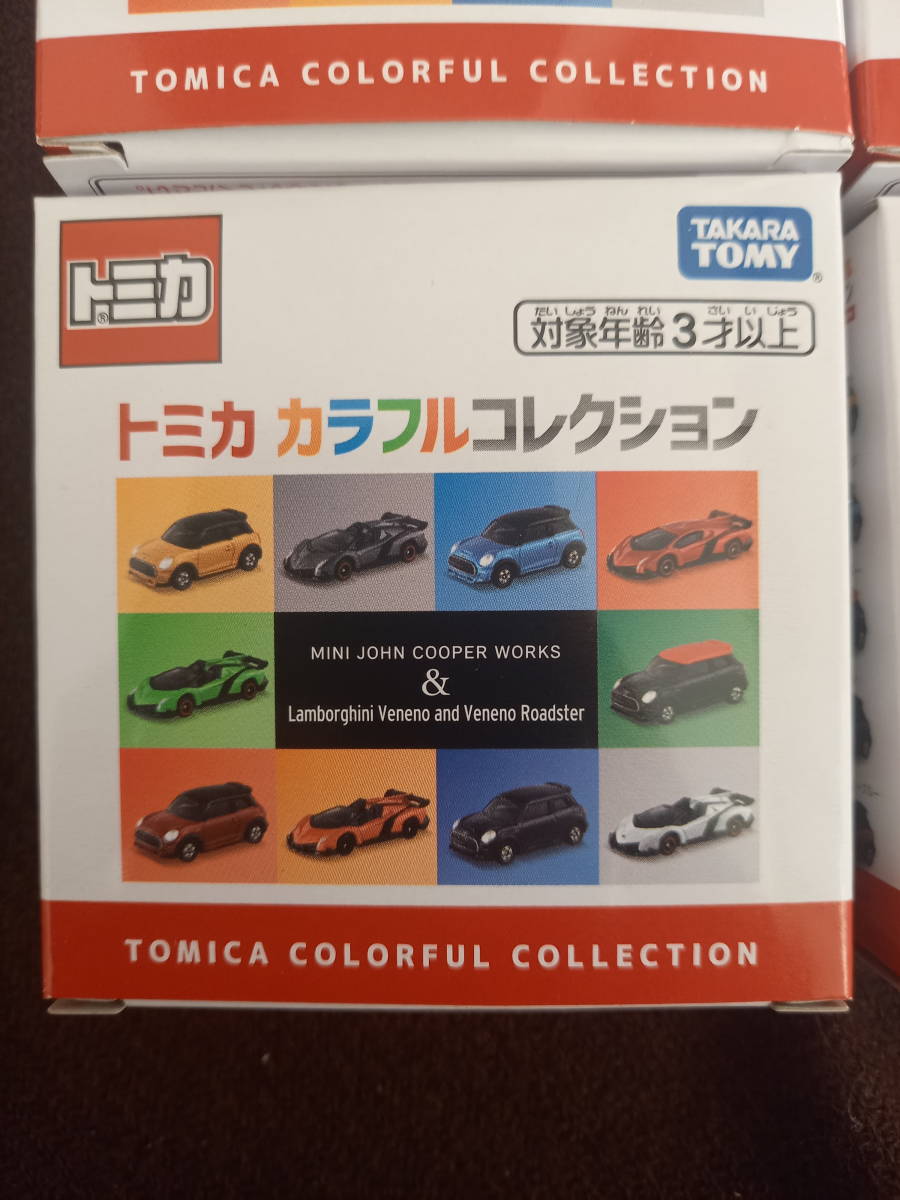 TOMICA COLORFUL COLLECTION
トミカ
®
TAKARA
TOMY
®
たいしょうねんれい さいいじょう
対象年齢3才以上
トミカ カラフルコレクション
MINI JOHN COOPER WORKS
&
Lamborghini Veneno and Veneno Roadster
TOMICA COLORFUL COLLECTION